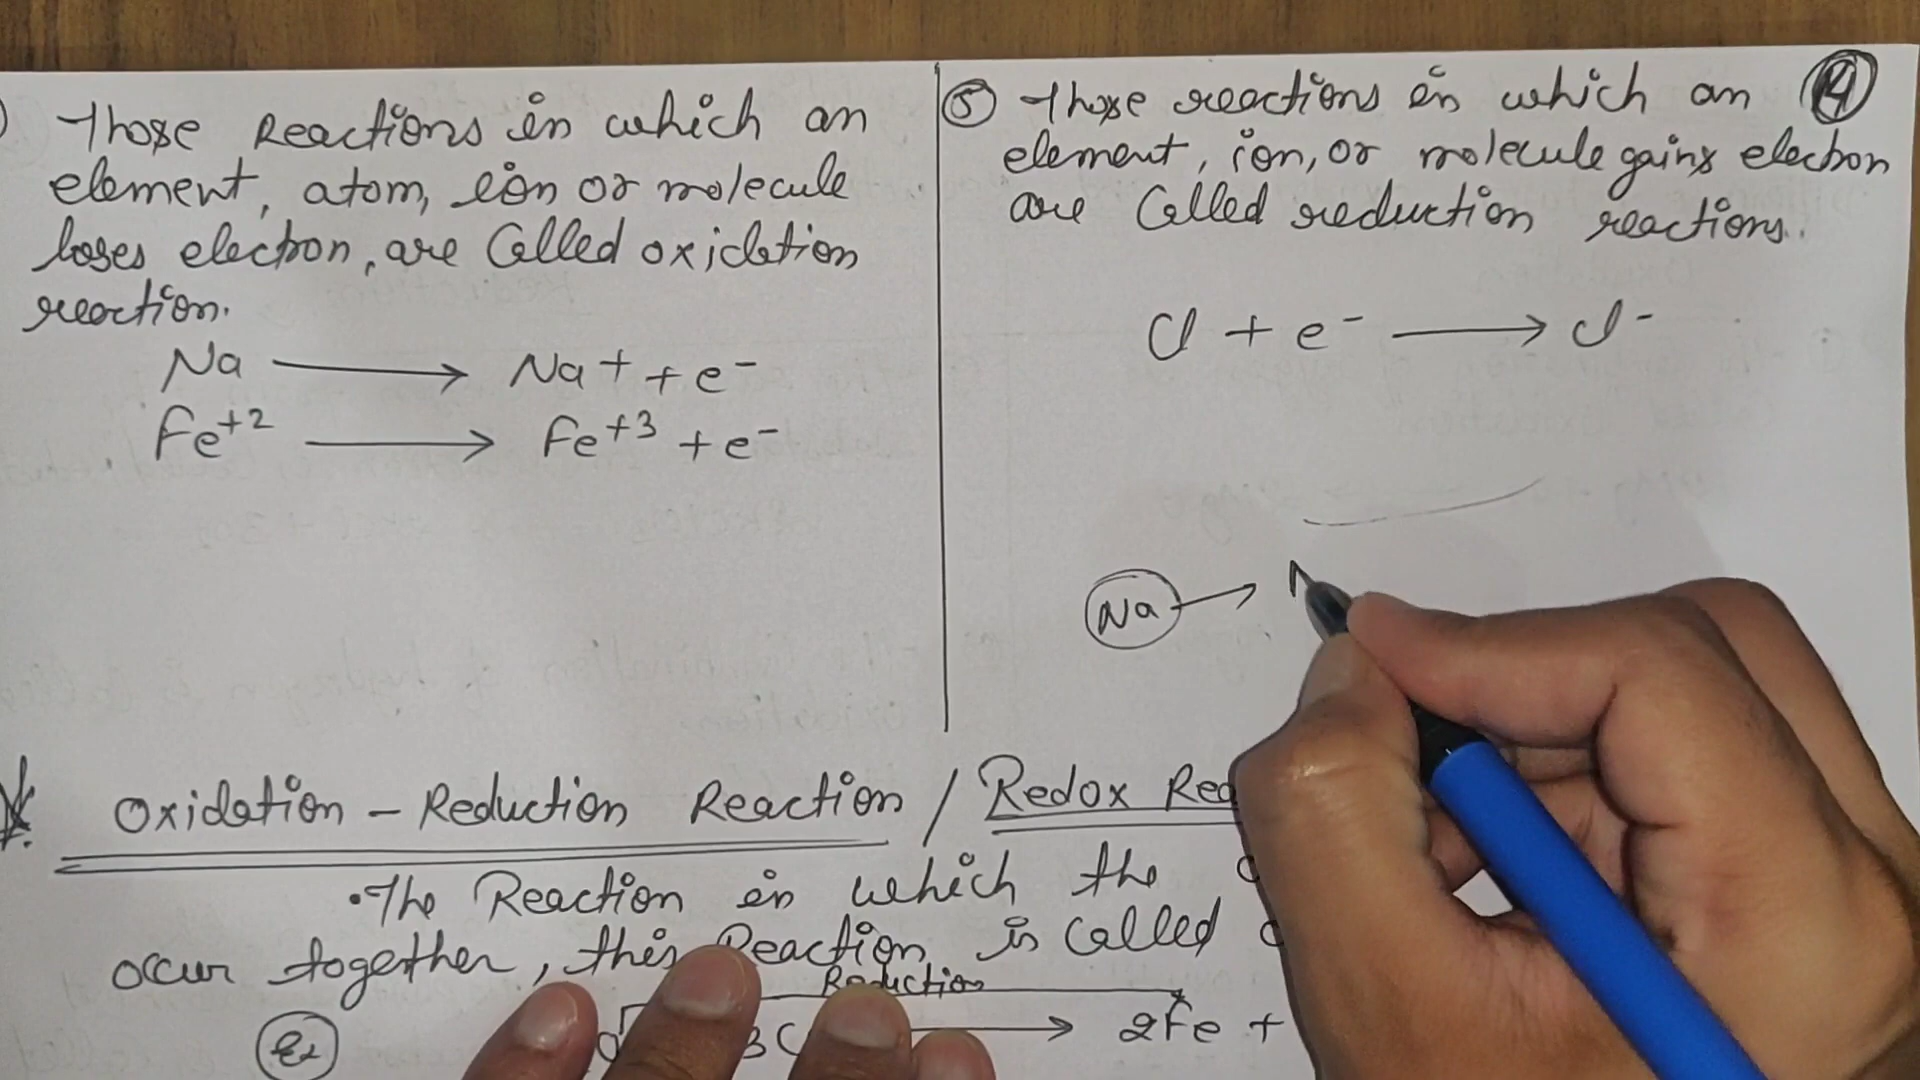 Those Reactions in which an
element, atom, ion or molecule
loses electron, are Called oxidation
reaction.
Na ⟶ Na+ + e⁻
Fe⁺² ⟶ Fe⁺³ + e⁻
④
⑤ Those reactions in which an
element, ion, or molecule gains electron
are Called reduction reactions.
Cl + e⁻ ⟶ Cl⁻
Na →
Oxidation - Reduction Reaction / Redox
• The Reaction in which the
occur together, this Reaction is Called
Reduction
Ex ⟶ 2Fe +